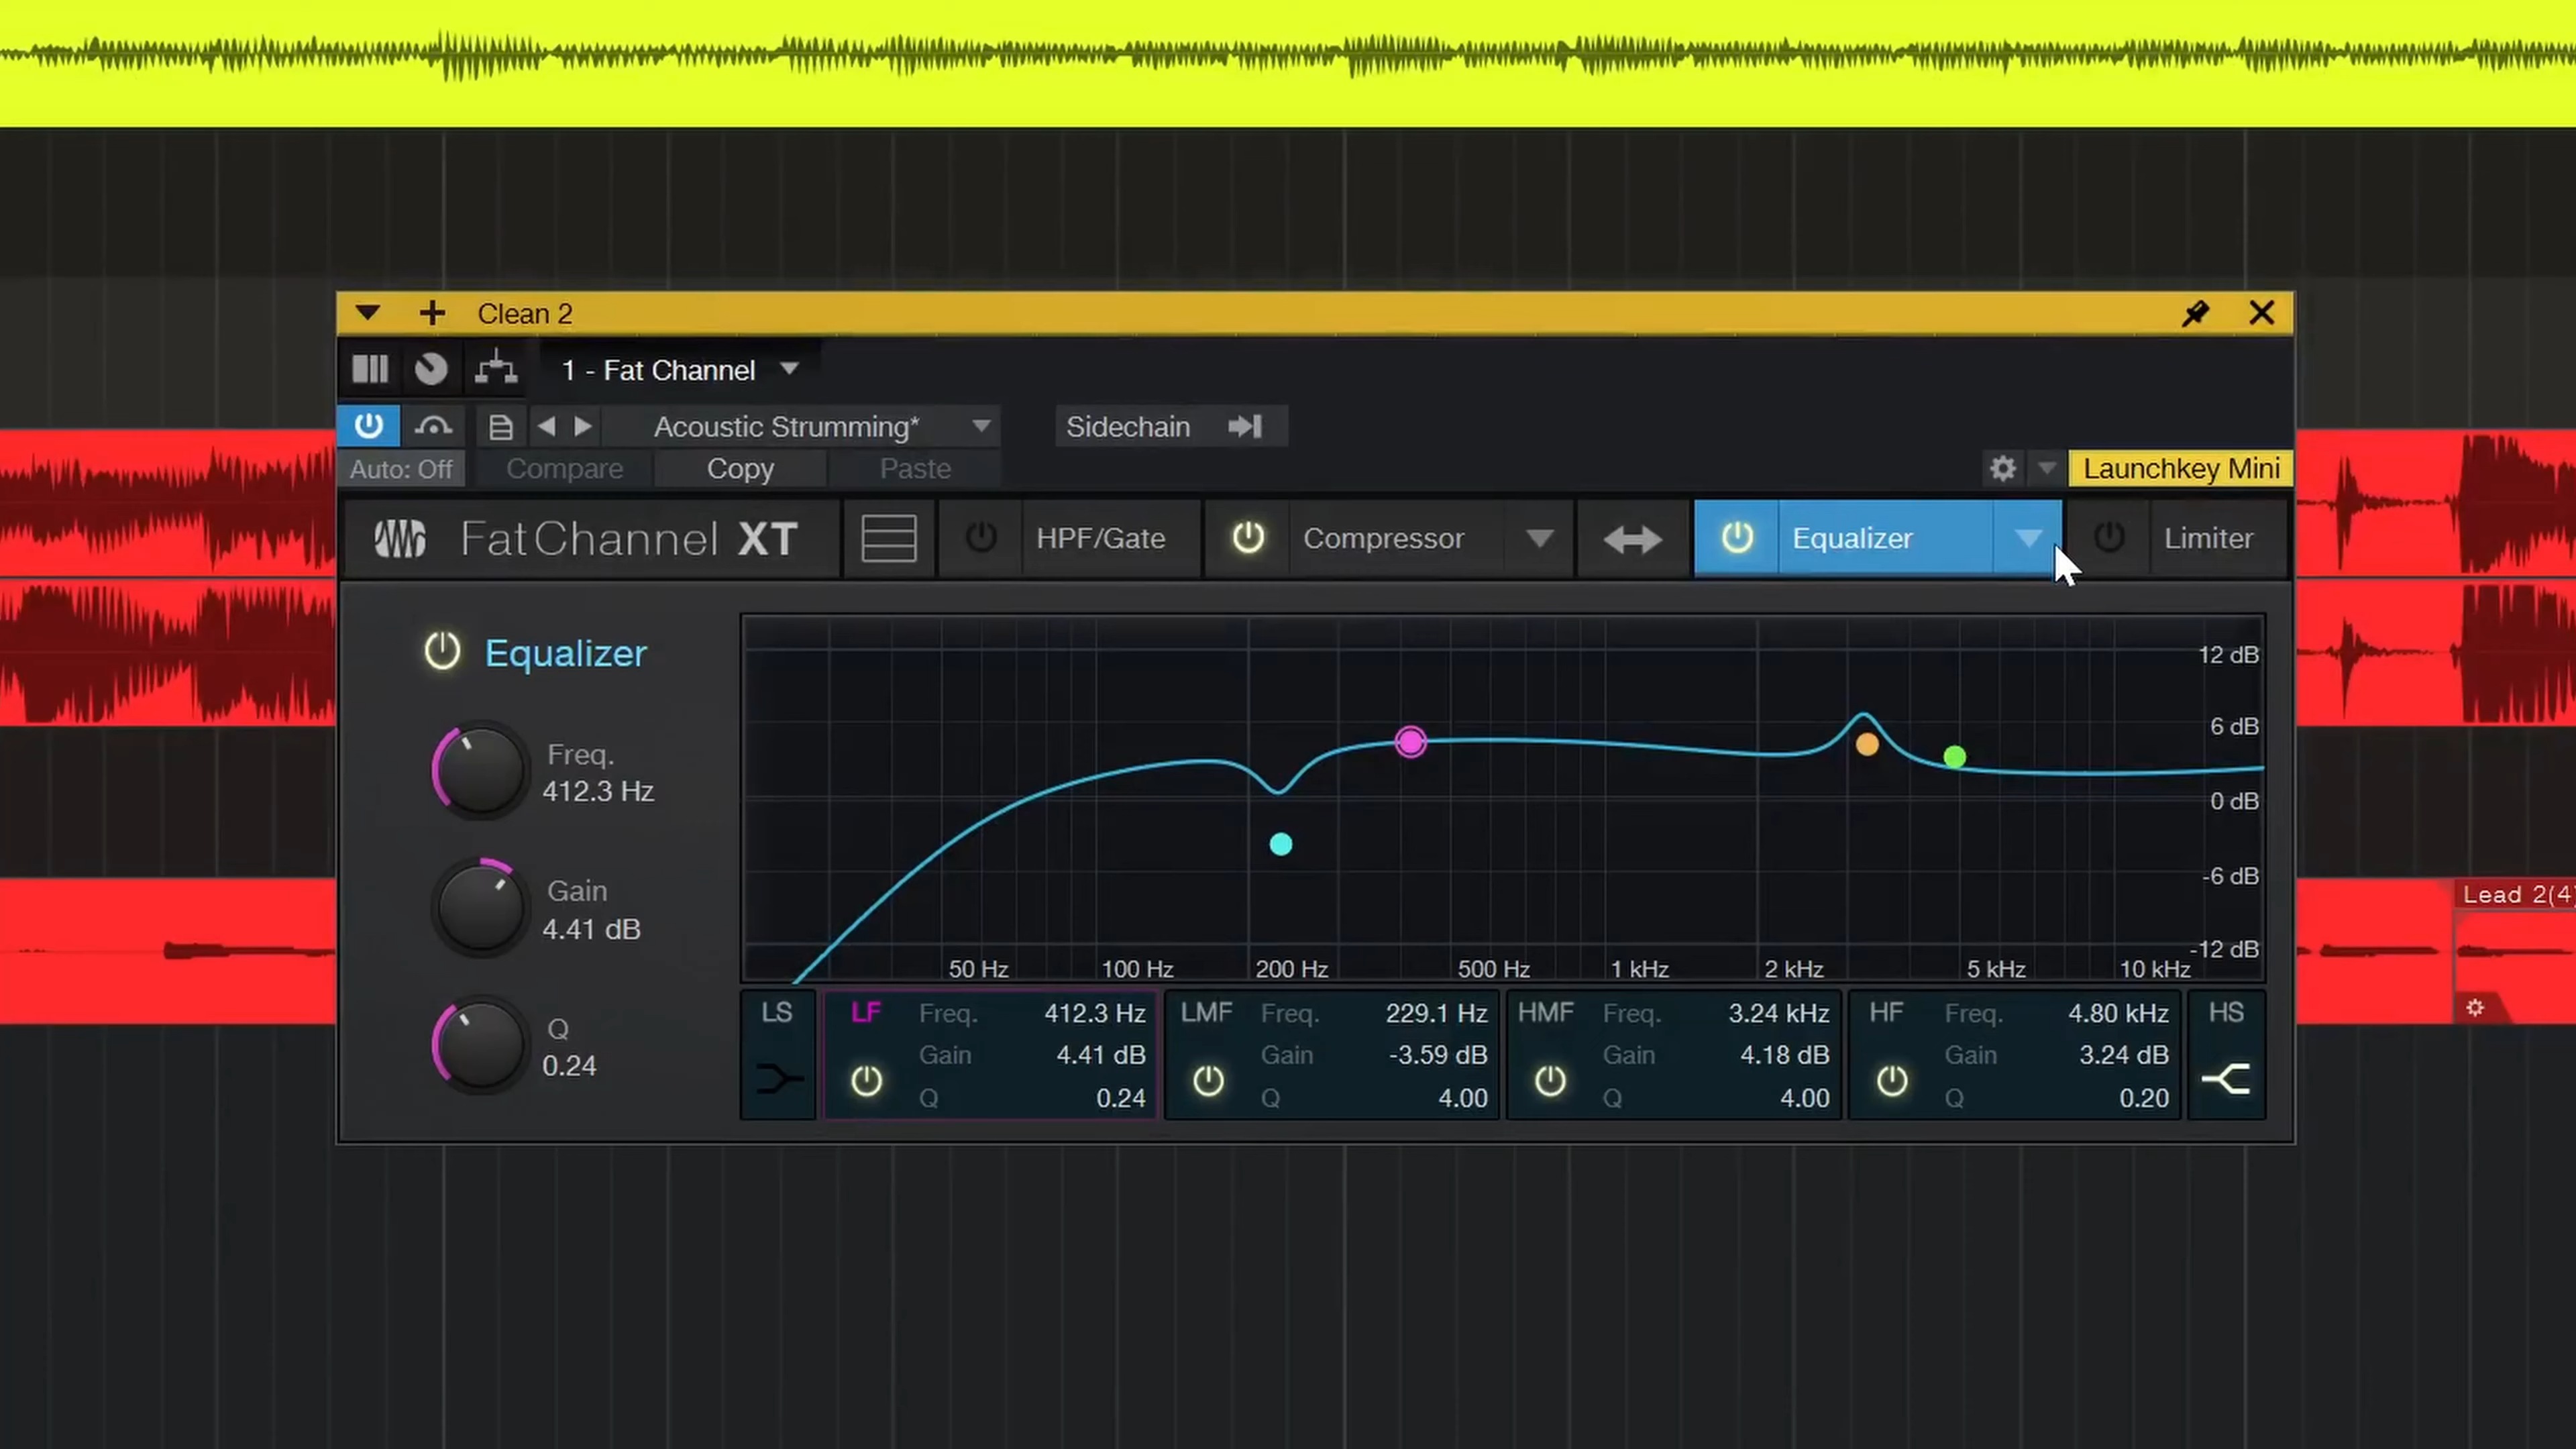 Clean 2
1 - Fat Channel
Acoustic Strumming*
Sidechain
Auto: Off
Compare
Copy
Paste
Launchkey Mini
FatChannel XT
HPF/Gate
Compressor
Equalizer
Limiter
Equalizer
Freq.
412.3 Hz
Gain
4.41 dB
Q
0.24
12 dB
6 dB
0 dB
-6 dB
-12 dB
50 Hz 100 Hz 200 Hz 500 Hz 1 kHz 2 kHz 5 kHz 10 kHz
LS
LF Freq. 412.3 Hz
Gain 4.41 dB
Q 0.24
LMF Freq. 229.1 Hz
Gain -3.59 dB
Q 4.00
HMF Freq. 3.24 kHz
Gain 4.18 dB
Q 4.00
HF Freq. 4.80 kHz
Gain 3.24 dB
Q 0.20
HS
Lead 2(4